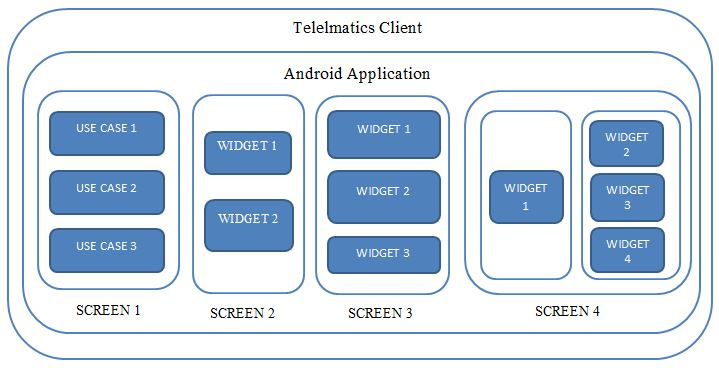 Telelmatics Client
Android Application
USE CASE 1
USE CASE 2
USE CASE 3
SCREEN 1
WIDGET 1
WIDGET 2
SCREEN 2
WIDGET 1
WIDGET 2
WIDGET 3
SCREEN 3
WIDGET
1
WIDGET
2
WIDGET
3
WIDGET
4
SCREEN 4